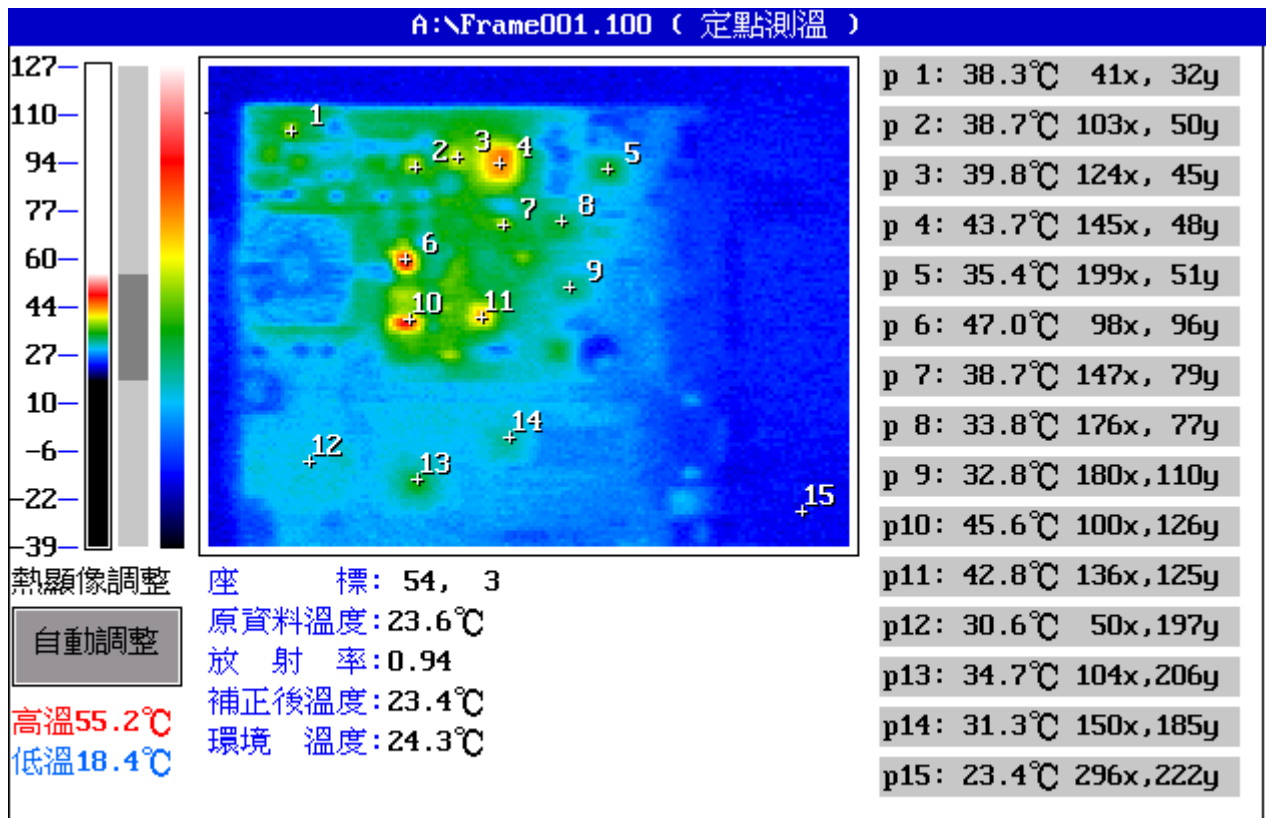 A:\Frame001.100 ( 定點測溫 )
127
110
94
77
60
44
27
10
-6
-22
-39
熱顯像調整
自動調整
高溫55.2℃
低溫18.4℃
1
2
3
4
5
6
7
8
9
10
11
12
13
14
15
座 標: 54, 3
原資料溫度:23.6℃
放 射 率:0.94
補正後溫度:23.4℃
環境 溫度:24.3℃
p 1: 38.3℃ 41x, 32y
p 2: 38.7℃ 103x, 50y
p 3: 39.8℃ 124x, 45y
p 4: 43.7℃ 145x, 48y
p 5: 35.4℃ 199x, 51y
p 6: 47.0℃ 98x, 96y
p 7: 38.7℃ 147x, 79y
p 8: 33.8℃ 176x, 77y
p 9: 32.8℃ 180x,110y
p10: 45.6℃ 100x,126y
p11: 42.8℃ 136x,125y
p12: 30.6℃ 50x,197y
p13: 34.7℃ 104x,206y
p14: 31.3℃ 150x,185y
p15: 23.4℃ 296x,222y